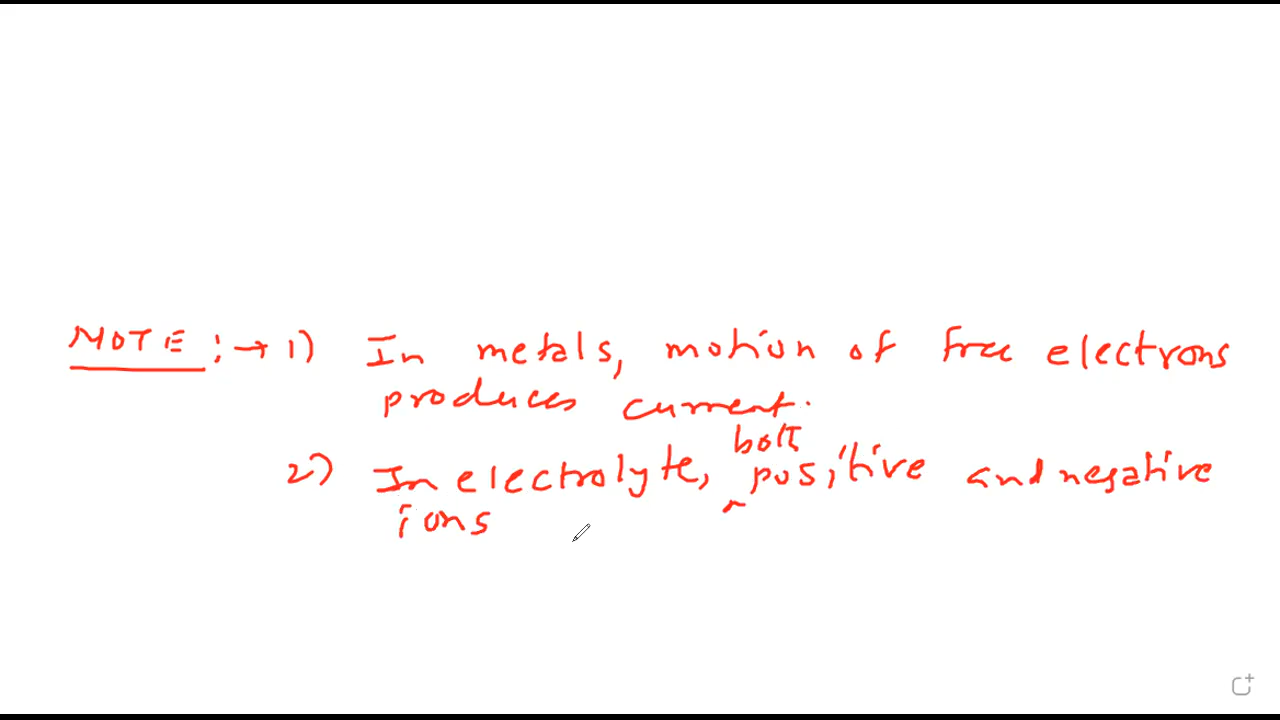 NOTE :→ 1) In metals, motion of free electrons
produces current.
both
2) In electrolyte, ^ positive and negative
ions